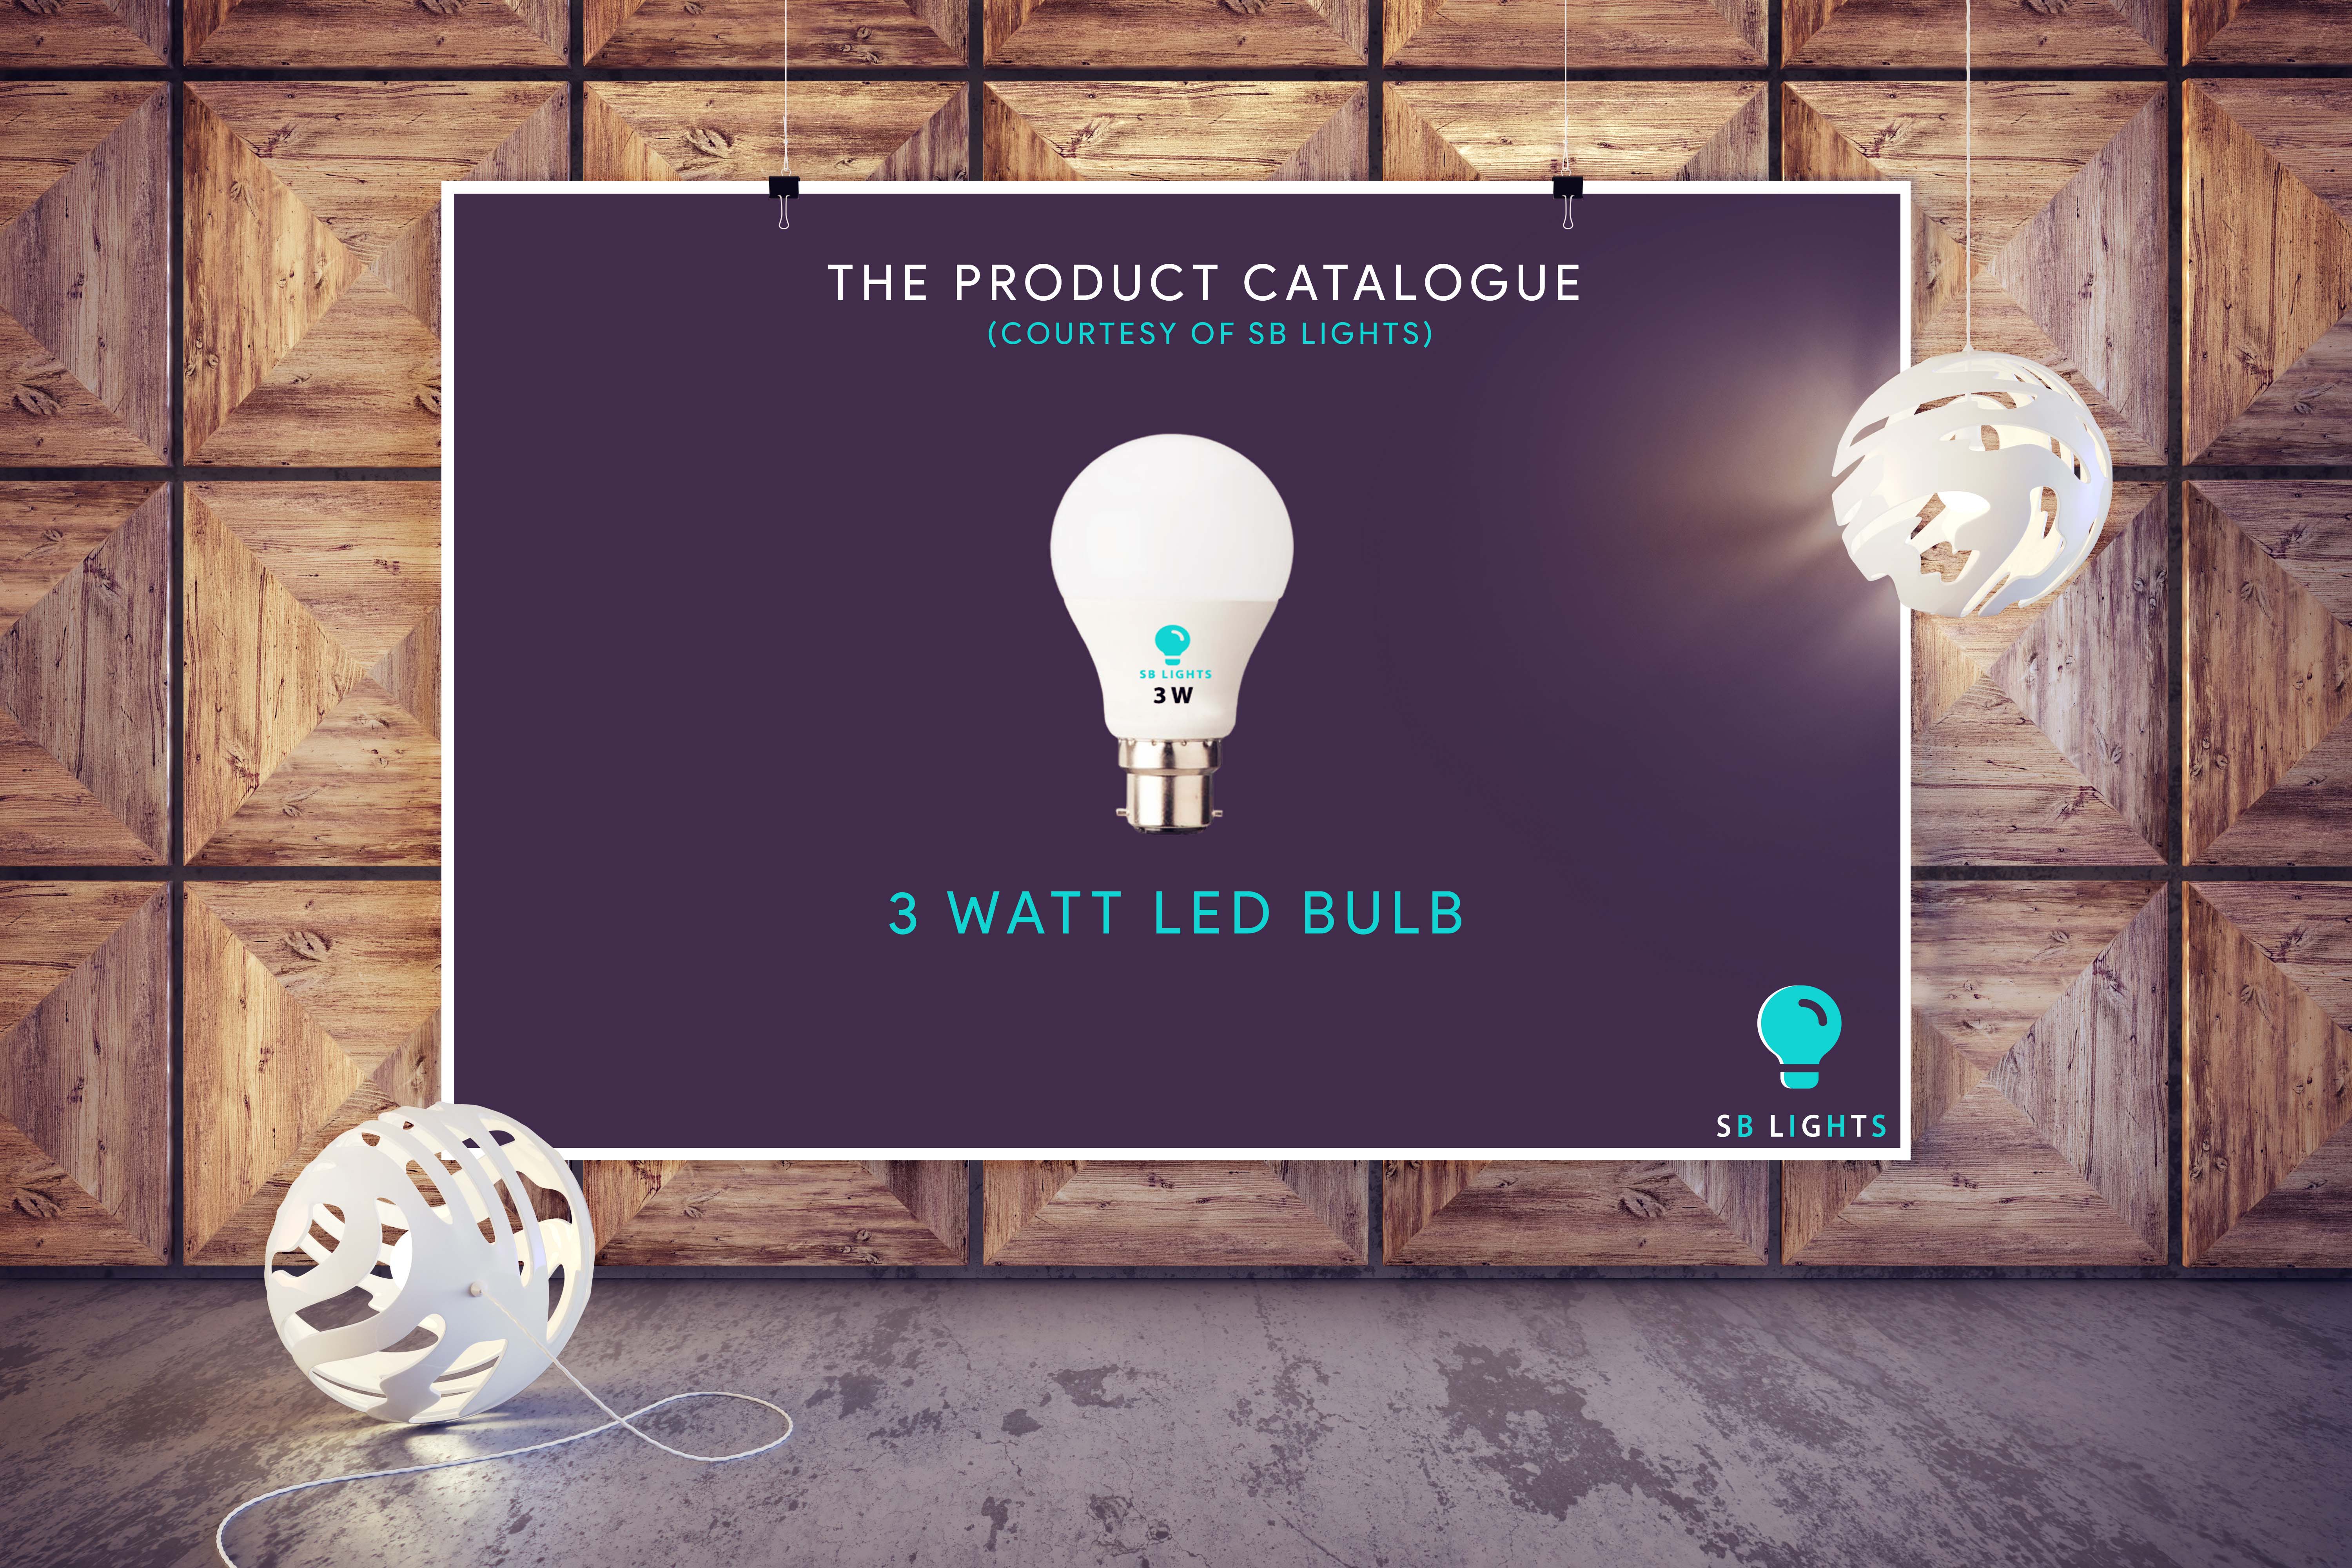 THE PRODUCT CATALOGUE
(COURTESY OF SB LIGHTS)
SB LIGHTS
3 W
3 WATT LED BULB
SB LIGHTS